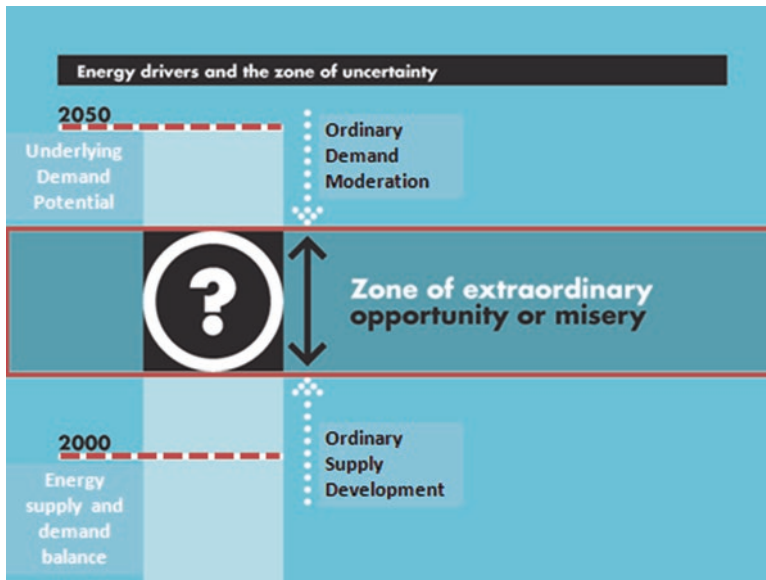 Energy drivers and the zone of uncertainty
2050
Underlying
Demand
Potential
Ordinary
Demand
Moderation
?
Zone of extraordinary
opportunity or misery
2000
Energy
supply and
demand
balance
Ordinary
Supply
Development